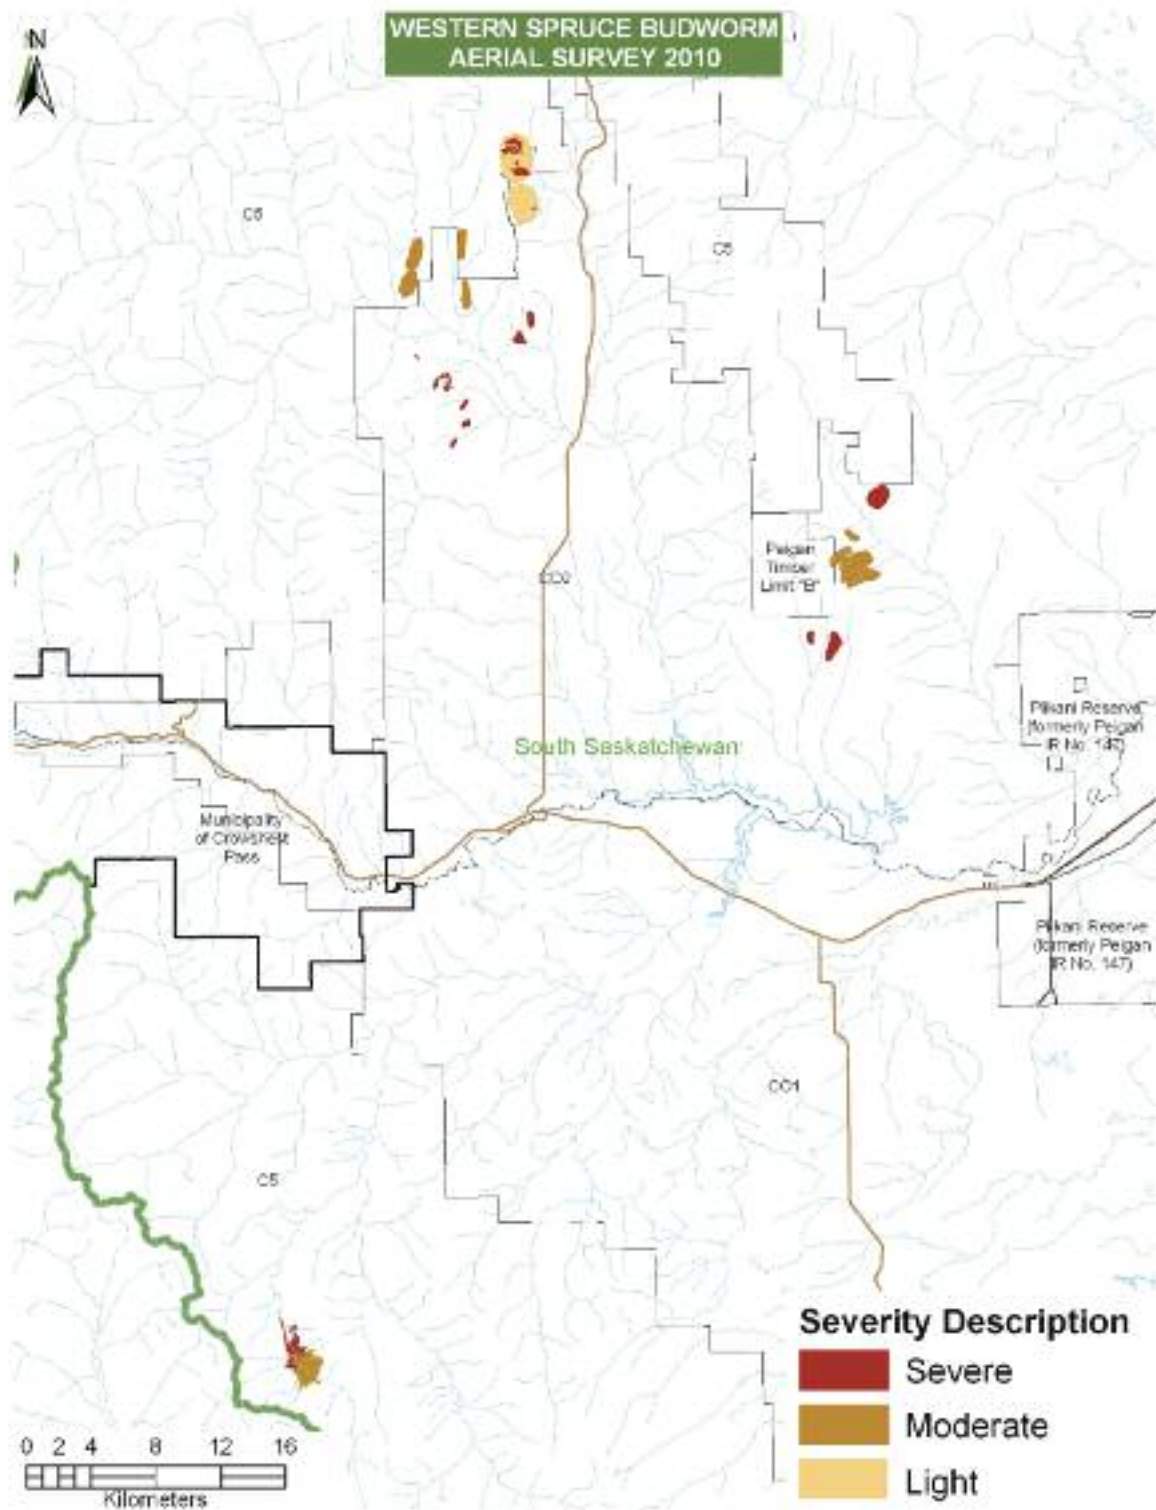 WESTERN SPRUCE BUDWORM
AERIAL SURVEY 2010
N
C5
C5
Peigan
Timber
Limit "B"
Piikani Reserve
(formerly Peigan
IR No. 147)
South Saskatchewan
Municipality
of Crowsnest
Pass
Piikani Reserve
(formerly Peigan
IR No. 147)
CO1
C5
Severity Description
Severe
Moderate
Light
0 2 4 8 12 16
Kilometers